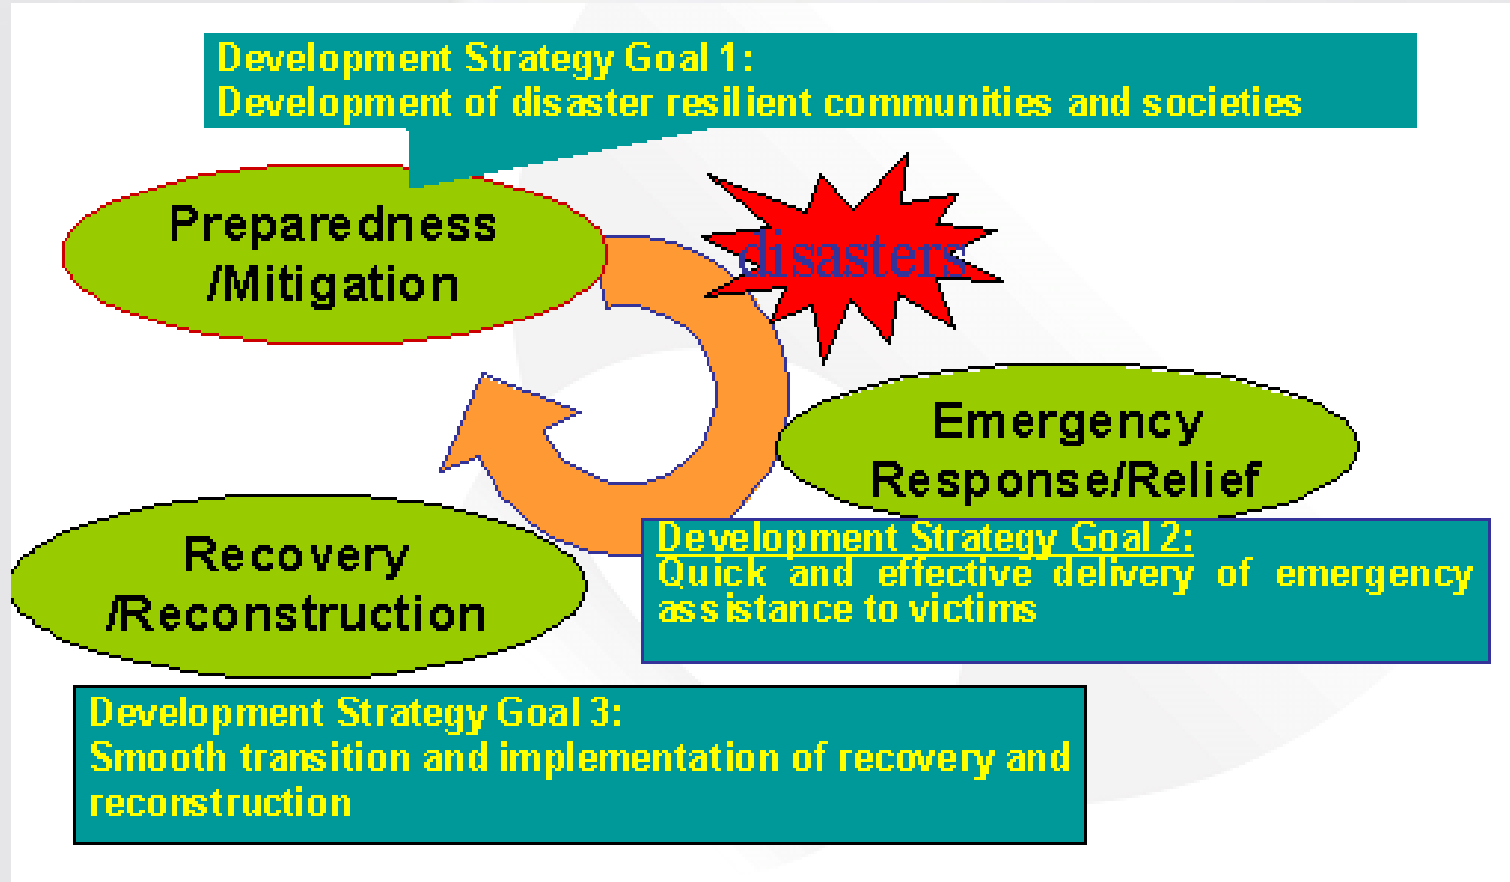 Development Strategy Goal 1:
Development of disaster resilient communities and societies
Preparedness
/Mitigation
disasters
Emergency
Response/Relief
Development Strategy Goal 2:
Quick and effective delivery of emergency
assistance to victims
Recovery
/Reconstruction
Development Strategy Goal 3:
Smooth transition and implementation of recovery and
reconstruction